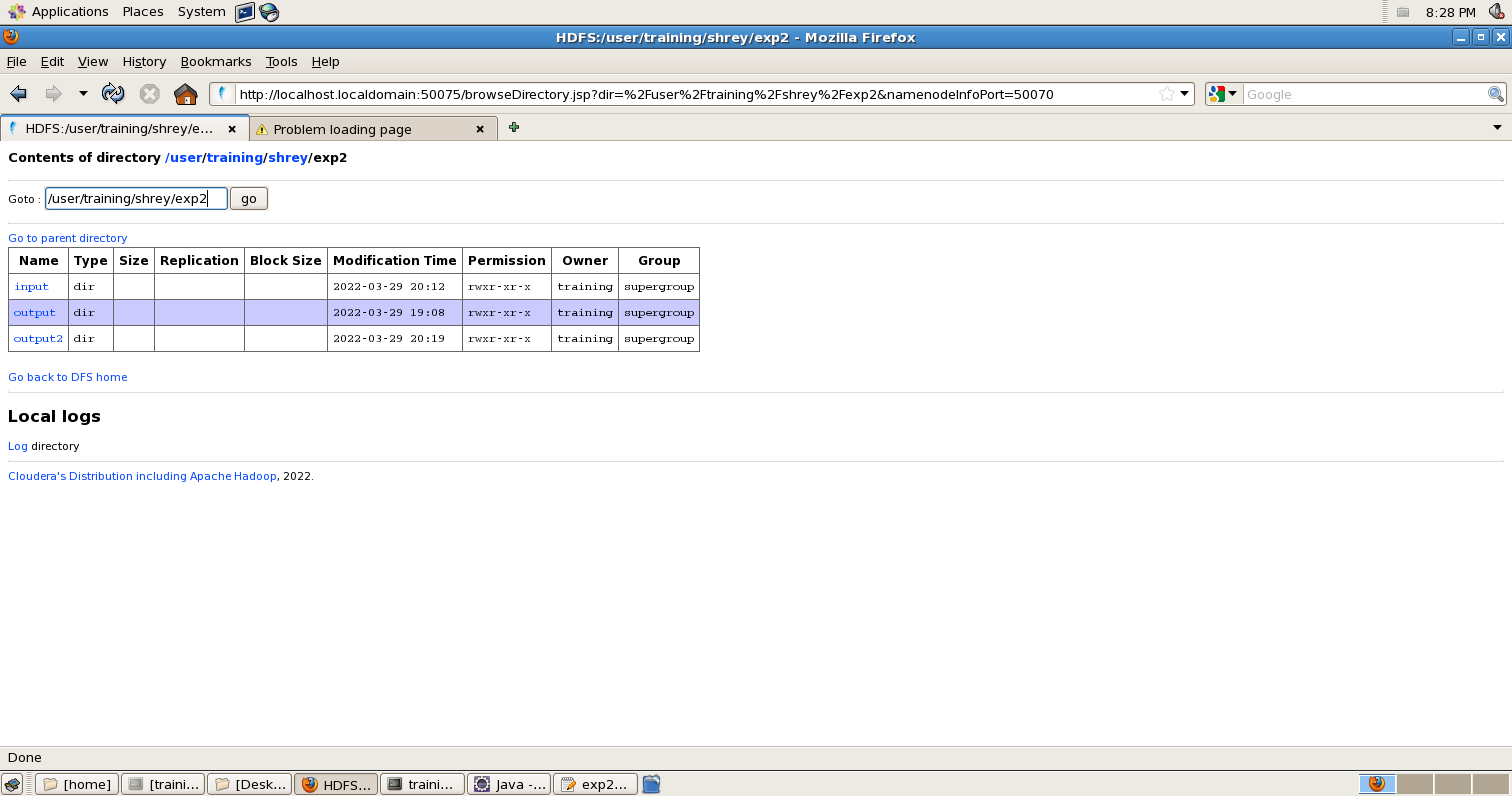 Applications Places System 8:28 PM
HDFS:/user/training/shrey/exp2 - Mozilla Firefox
File Edit View History Bookmarks Tools Help
http://localhost.localdomain:50075/browseDirectory.jsp?dir=%2Fuser%2Ftraining%2Fshrey%2Fexp2&namenodeInfoPort=50070 Google
HDFS:/user/training/shrey/e... Problem loading page
Contents of directory /user/training/shrey/exp2
Goto : /user/training/shrey/exp2 go
Go to parent directory
Name Type Size Replication Block Size Modification Time Permission Owner Group
input dir 2022-03-29 20:12 rwxr-xr-x training supergroup
output dir 2022-03-29 19:08 rwxr-xr-x training supergroup
output2 dir 2022-03-29 20:19 rwxr-xr-x training supergroup
Go back to DFS home
Local logs
Log directory
Cloudera's Distribution including Apache Hadoop, 2022.
Done
[home] [traini... [Desk... HDFS... traini... Java -... exp2...